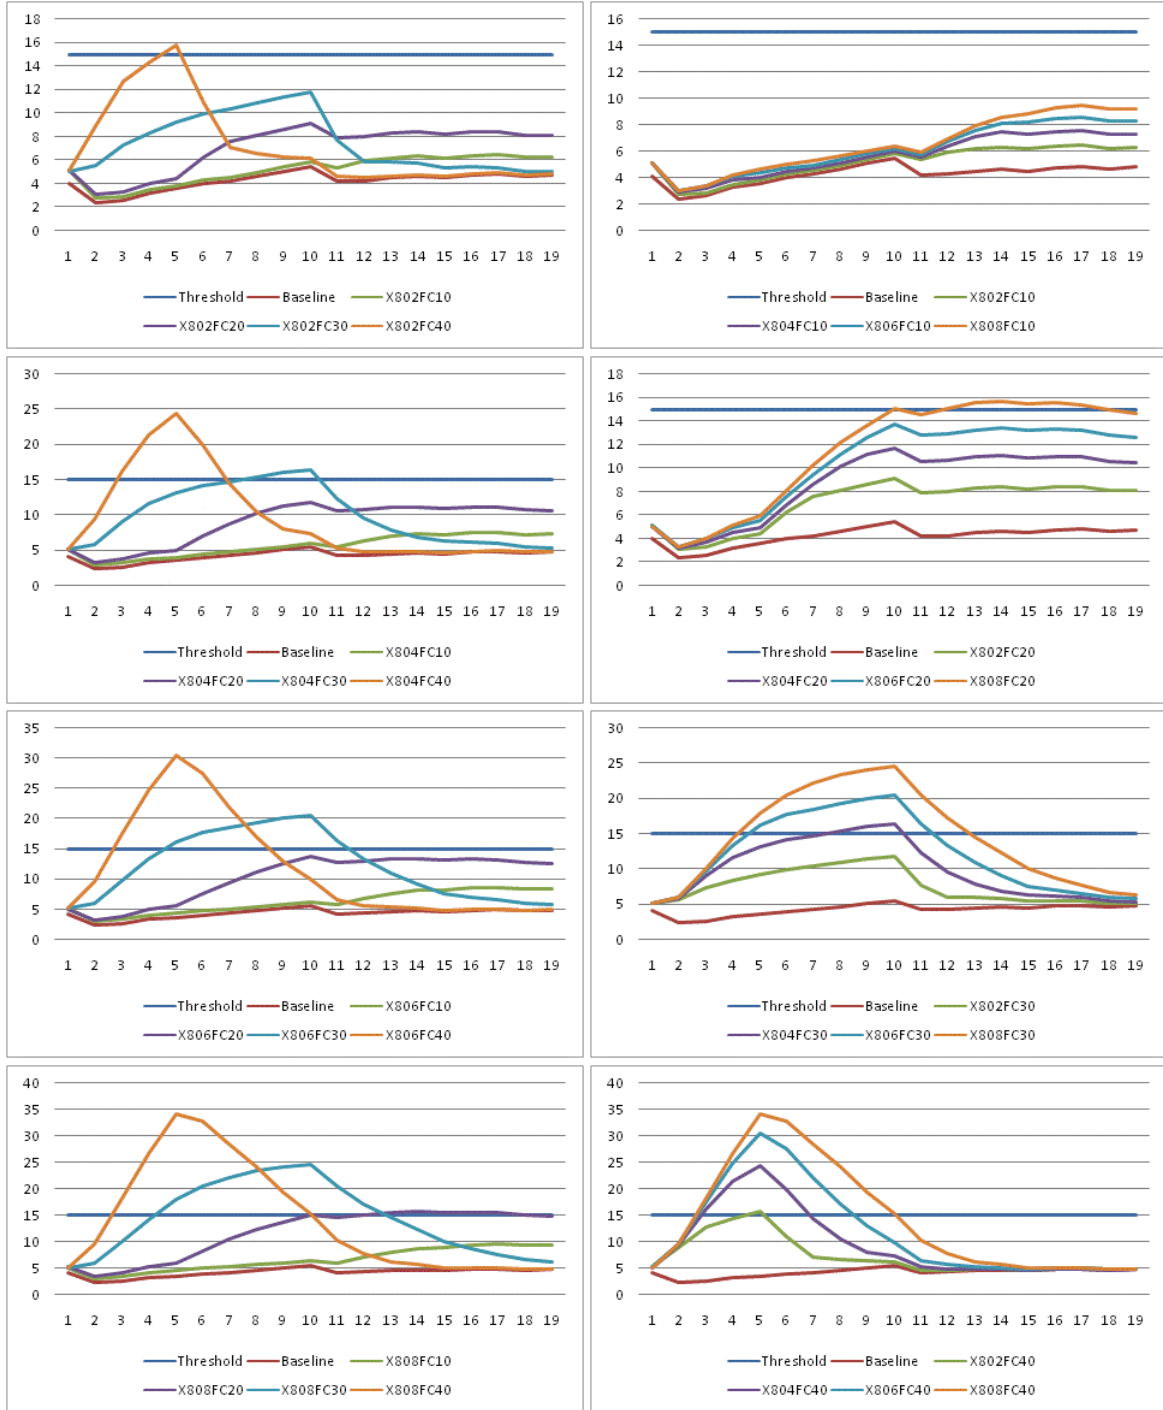 18
16
14
12
10
8
6
4
2
0
1 2 3 4 5 6 7 8 9 10 11 12 13 14 15 16 17 18 19
Threshold Baseline X802FC10
X802FC20 X802FC30 X802FC40
16
14
12
10
8
6
4
2
0
1 2 3 4 5 6 7 8 9 10 11 12 13 14 15 16 17 18 19
Threshold Baseline X802FC10
X804FC10 X806FC10 X808FC10
30
25
20
15
10
5
0
1 2 3 4 5 6 7 8 9 10 11 12 13 14 15 16 17 18 19
Threshold Baseline X804FC10
X804FC20 X804FC30 X804FC40
18
16
14
12
10
8
6
4
2
0
1 2 3 4 5 6 7 8 9 10 11 12 13 14 15 16 17 18 19
Threshold Baseline X802FC20
X804FC20 X806FC20 X808FC20
35
30
25
20
15
10
5
0
1 2 3 4 5 6 7 8 9 10 11 12 13 14 15 16 17 18 19
Threshold Baseline X806FC10
X806FC20 X806FC30 X806FC40
30
25
20
15
10
5
0
1 2 3 4 5 6 7 8 9 10 11 12 13 14 15 16 17 18 19
Threshold Baseline X802FC30
X804FC30 X806FC30 X808FC30
40
35
30
25
20
15
10
5
0
1 2 3 4 5 6 7 8 9 10 11 12 13 14 15 16 17 18 19
Threshold Baseline X808FC10
X808FC20 X808FC30 X808FC40
40
35
30
25
20
15
10
5
0
1 2 3 4 5 6 7 8 9 10 11 12 13 14 15 16 17 18 19
Threshold Baseline X802FC40
X804FC40 X806FC40 X808FC40